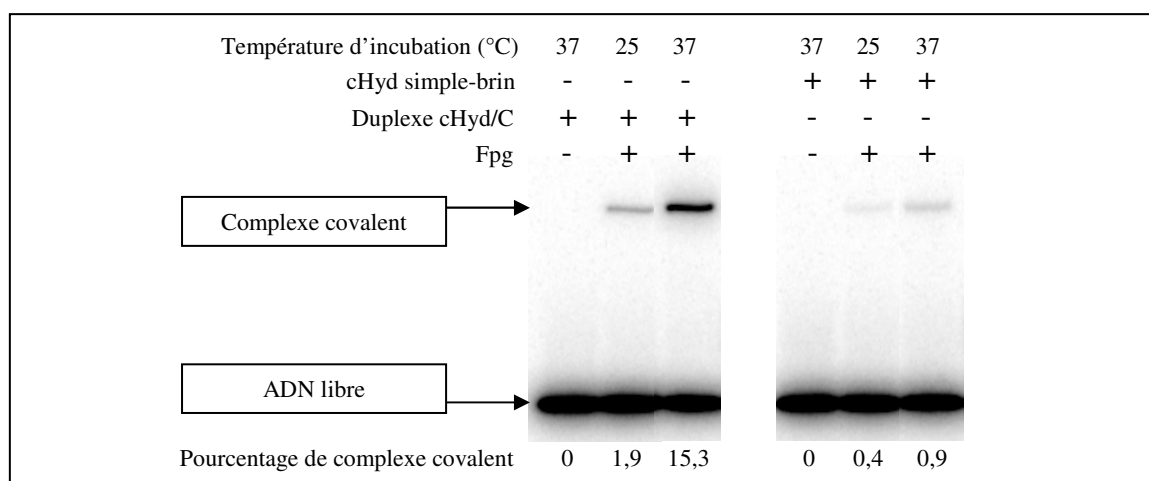 Température d'incubation (°C) 37 25 37 37 25 37
cHyd simple-brin - - - + + +
Duplexe cHyd/C + + + - - -
Fpg - + + - + +
Complexe covalent
ADN libre
Pourcentage de complexe covalent 0 1,9 15,3 0 0,4 0,9